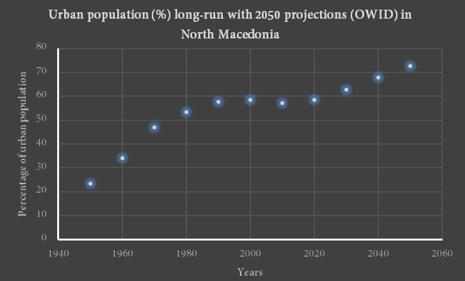 Urban population (%) long-run with 2050 projections (OWID) in
North Macedonia
Percentage of urban population
80
70
60
50
40
30
20
10
0
1940 1960 1980 2000 2020 2040 2060
Years